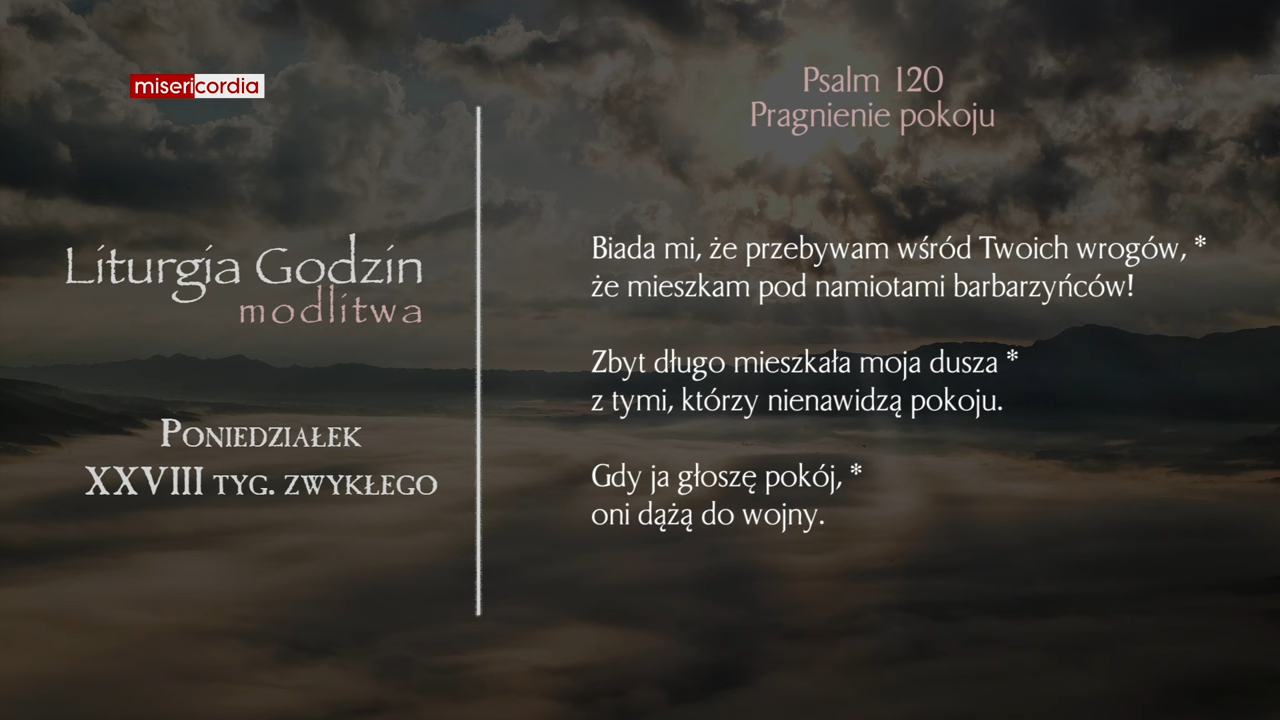 misericordia
Liturgia Godzin
modlitwa
Poniedziałek
XXVIII tyg. zwykłego
Psalm 120
Pragnienie pokoju
Biada mi, że przebywam wśród Twoich wrogów, *
że mieszkam pod namiotami barbarzyńców!
Zbyt długo mieszkała moja dusza *
z tymi, którzy nienawidzą pokoju.
Gdy ja głoszę pokój, *
oni dążą do wojny.